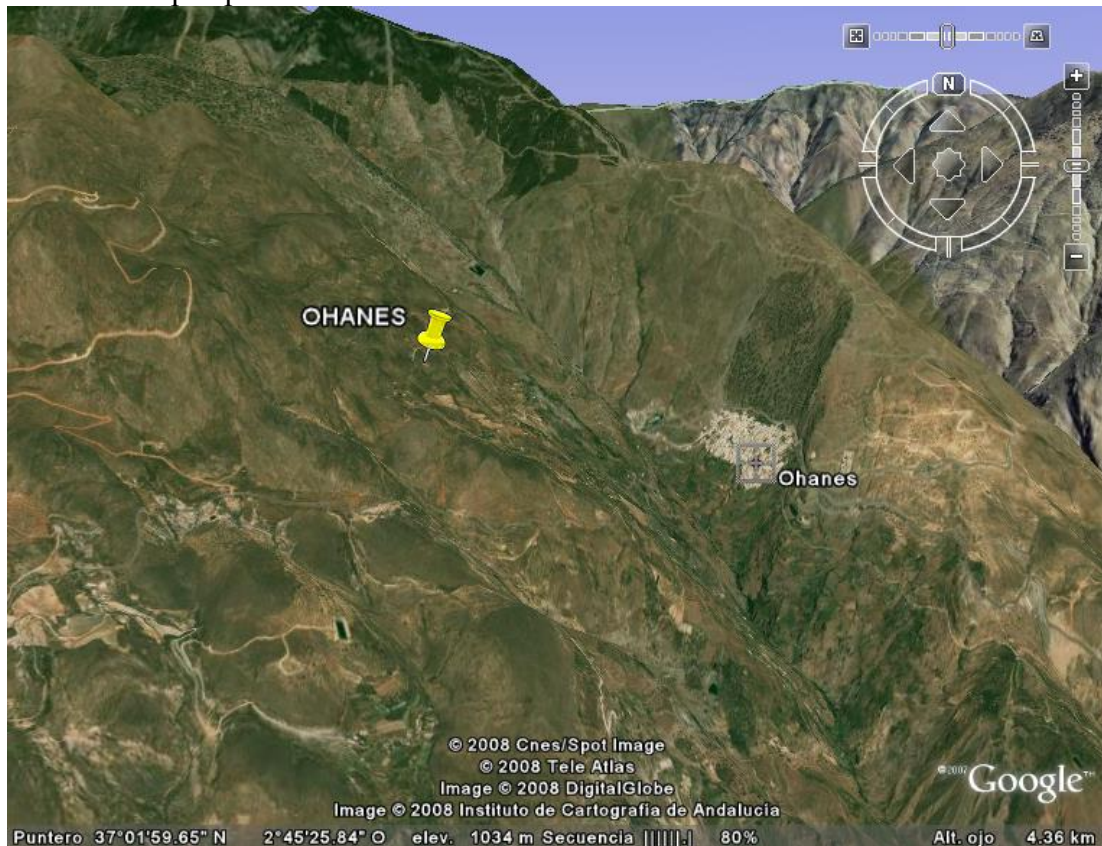 N
OHANES
Ohanes
© 2008 Cnes/Spot Image
© 2008 Tele Atlas
Image © 2008 DigitalGlobe
Image © 2008 Instituto de Cartografía de Andalucía
Google™
Puntero 37°01'59.65" N 2°45'25.84" O elev. 1034 m Secuencia ||||||.| 80% Alt. ojo 4.36 km